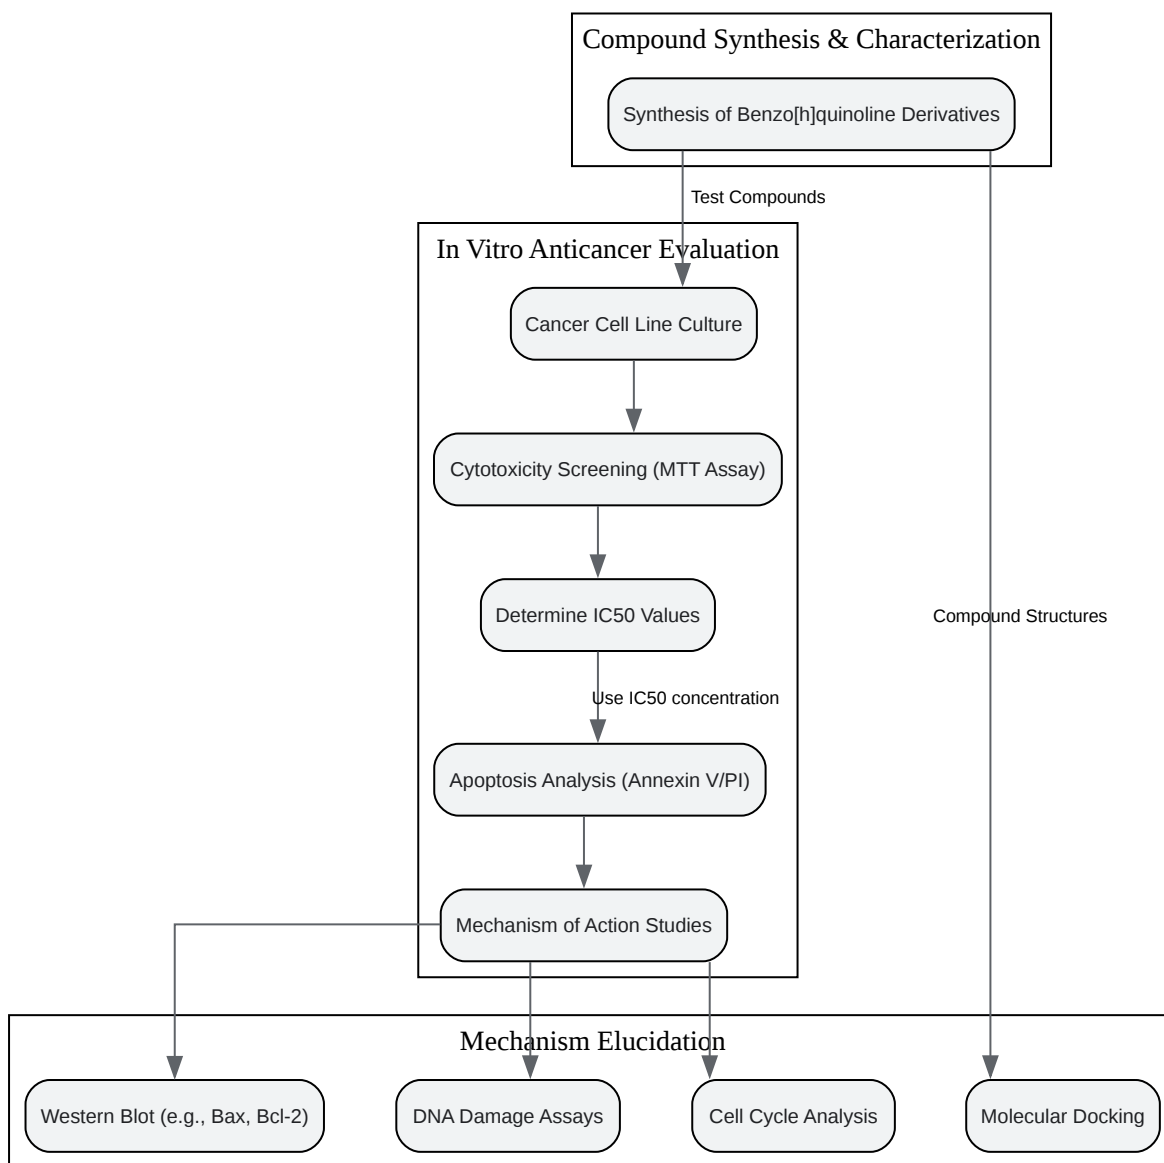 Compound Synthesis & Characterization
Synthesis of Benzo[h]quinoline Derivatives
Test Compounds
In Vitro Anticancer Evaluation
Cancer Cell Line Culture
Cytotoxicity Screening (MTT Assay)
Determine IC50 Values
Compound Structures
Use IC50 concentration
Apoptosis Analysis (Annexin V/PI)
Mechanism of Action Studies
Mechanism Elucidation
Western Blot (e.g., Bax, Bcl-2)
DNA Damage Assays
Cell Cycle Analysis
Molecular Docking